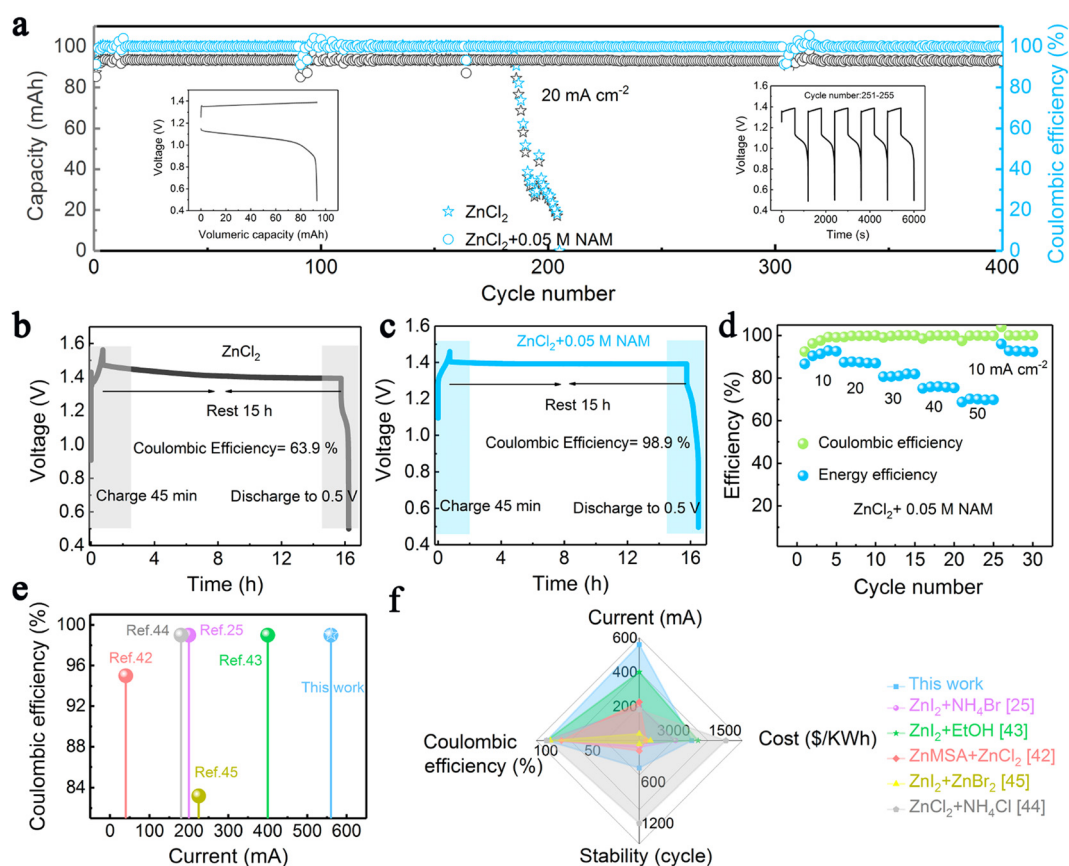 a
Capacity (mAh)
100
80
60
40
20
0
Voltage (V)
1.4
1.2
1.0
0.8
0.6
0.4
0 20 40 60 80 100
Volumeric capacity (mAh)
20 mA cm-2
ZnCl2
ZnCl2+0.05 M NAM
Cycle number:251-255
Voltage (V)
1.4
1.2
1.0
0.8
0.6
0.4
0 2000 4000 6000
Time (s)
100
80
60
40
20
0
Coulombic efficiency (%)
0 100 200 300 400
Cycle number
b
Voltage (V)
1.6
1.4
1.2
1.0
0.8
0.6
0.4
ZnCl2
Rest 15 h
Coulombic Efficiency= 63.9 %
Charge 45 min Discharge to 0.5 V
0 4 8 12 16
Time (h)
c
Voltage (V)
1.6
1.4
1.2
1.0
0.8
0.6
0.4
ZnCl2+0.05 M NAM
Rest 15 h
Coulombic Efficiency= 98.9 %
Charge 45 min Discharge to 0.5 V
0 4 8 12 16
Time (h)
d
Efficiency (%)
100
80
60
40
20
10 20 30 40 50
10 mA cm-2
Coulombic efficiency
Energy efficiency
ZnCl2+ 0.05 M NAM
0 5 10 15 20 25 30
Cycle number
e
Coulombic efficiency (%)
100
96
92
88
84
Ref.42
Ref.44
Ref.25
Ref.45
Ref.43
This work
0 100 200 300 400 500 600
Current (mA)
f
Current (mA)
600
400
200
3000 1500
Cost ($/KWh)
Coulombic
efficiency (%)
100 50
600
1200
Stability (cycle)
This work
ZnI2+NH4Br [25]
ZnI2+EtOH [43]
ZnMSA+ZnCl2 [42]
ZnI2+ZnBr2 [45]
ZnCl2+NH4Cl [44]